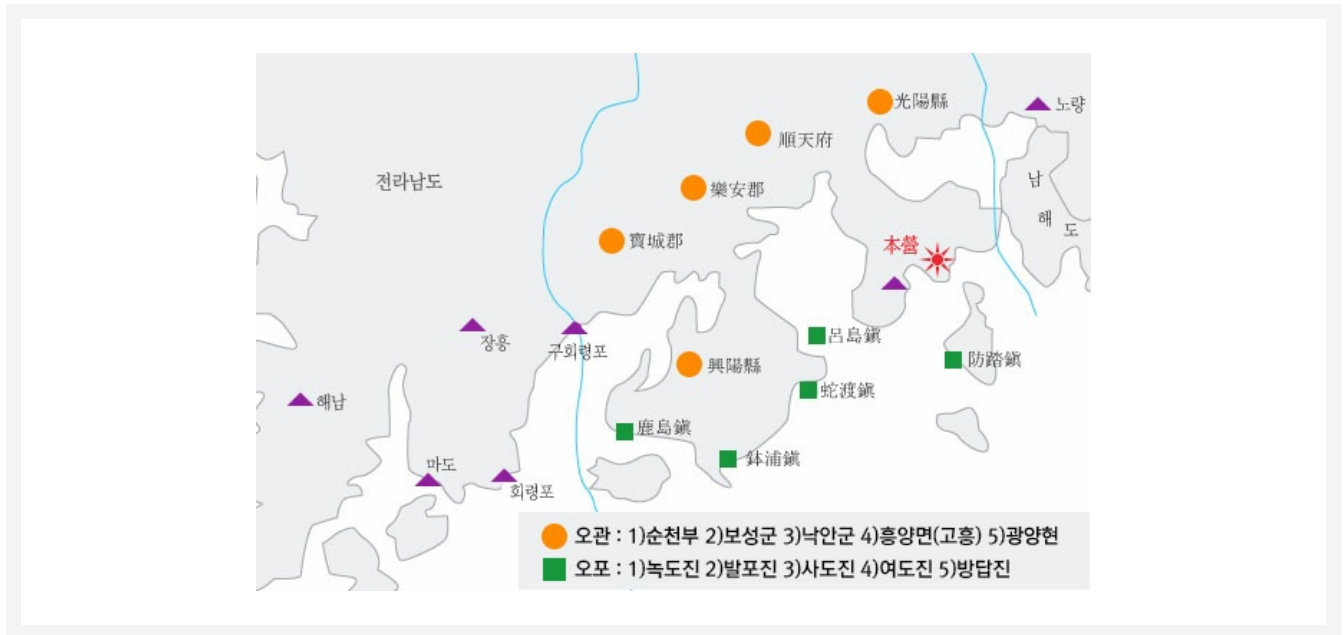 光陽縣
노량
順天府
전라남도
樂安郡
남
해
도
寶城郡
本營
장흥
구회령포
呂島鎭
興陽縣
防踏鎭
蛇渡鎭
해남
鹿島鎭
鉢浦鎭
마도
회령포
오관 : 1)순천부 2)보성군 3)낙안군 4)흥양면(고흥) 5)광양현
오포 : 1)녹도진 2)발포진 3)사도진 4)여도진 5)방답진